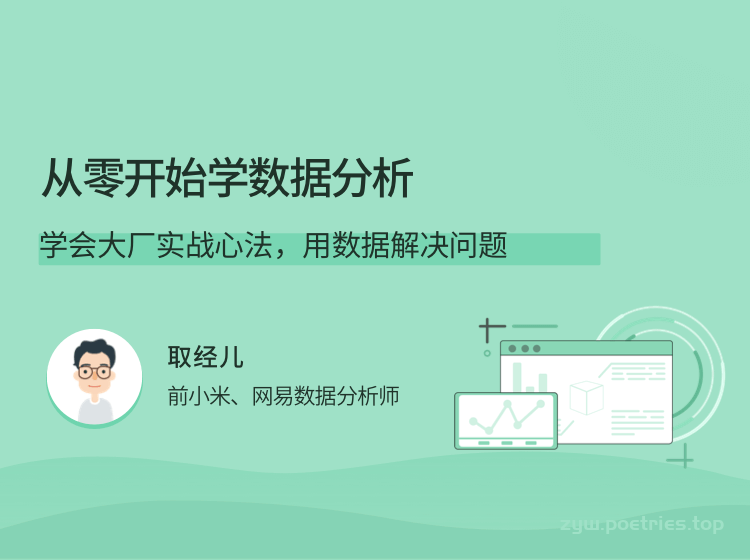 从零开始学数据分析
学会大厂实战心法，用数据解决问题
取经儿
前小米、网易数据分析师
zyw.poetries.top